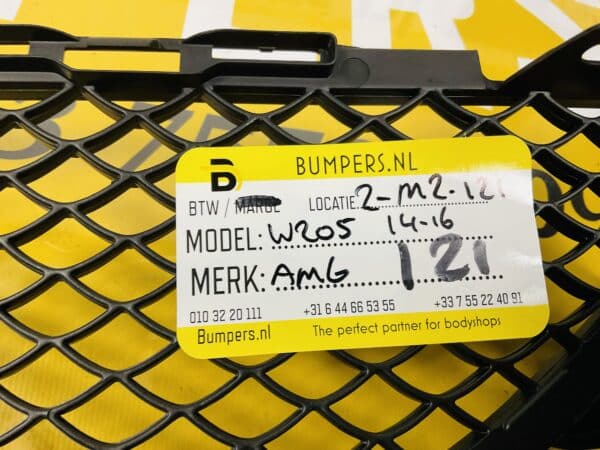 BUMPERS.NL
B
BTW / MARGE LOCATIE: 2-M2-121
MODEL: W205 14-16
MERK: AMG 121
010 32 20 111 +31 6 44 66 53 55 +33 7 55 22 40 91
Bumpers.nl The perfect partner for bodyshops